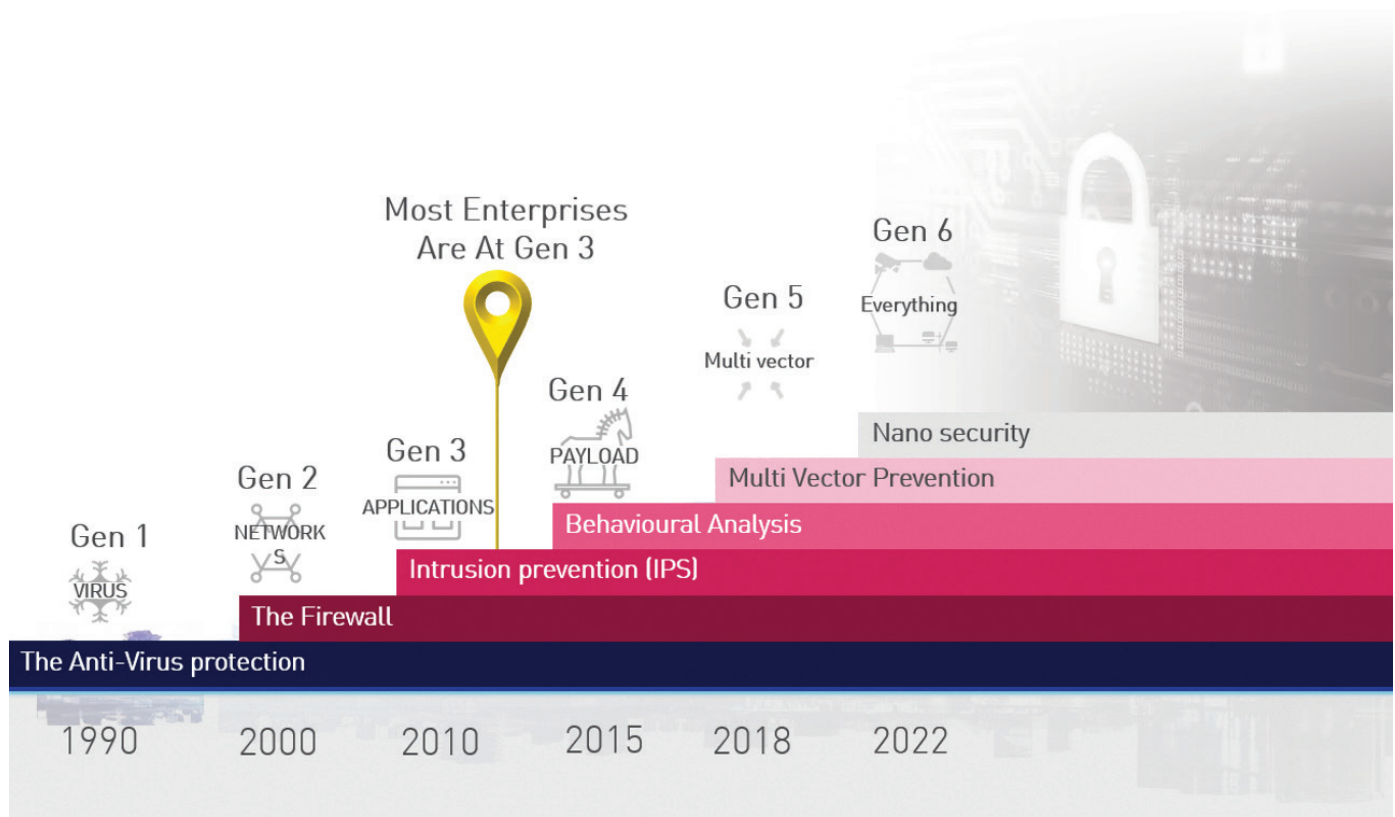 Most Enterprises
Are At Gen 3
Gen 6
Everything
Gen 5
Multi vector
Gen 4
PAYLOAD
Gen 3
APPLICATIONS
Gen 2
NETWORK
S
Gen 1
VIRUS
Nano security
Multi Vector Prevention
Behavioural Analysis
Intrusion prevention (IPS)
The Firewall
The Anti-Virus protection
1990
2000
2010
2015
2018
2022